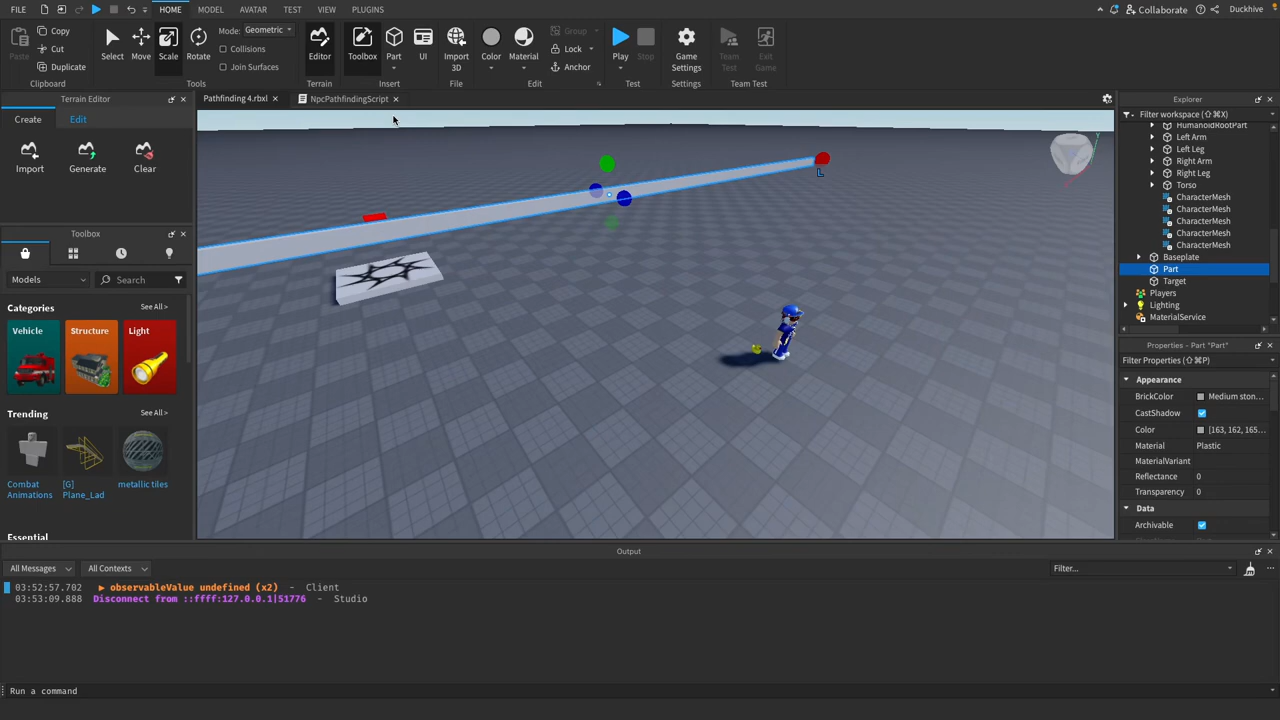 FILE
HOME
MODEL
AVATAR
TEST
VIEW
PLUGINS
Collaborate
Duckhive
Paste
Copy
Cut
Duplicate
Clipboard
Select
Move
Scale
Rotate
Mode:
Geometric
Collisions
Join Surfaces
Tools
Editor
Terrain
Toolbox
Part
UI
Insert
Import
3D
File
Color
Material
Group
Lock
Anchor
Edit
Play
Stop
Test
Game
Settings
Settings
Team
Test
Exit
Game
Team Test
Terrain Editor
Create
Edit
Import
Generate
Clear
Toolbox
Models
Search
Categories
See All >
Vehicle
Structure
Light
Trending
See All >
Combat
Animations
[G]
Plane_Lad
metallic tiles
Essential
Pathfinding 4.rbxl
NpcPathfindingScript
L
Y
Explorer
Filter workspace (⇧⌘X)
HumanoidRootPart
Left Arm
Left Leg
Right Arm
Right Leg
Torso
CharacterMesh
CharacterMesh
CharacterMesh
CharacterMesh
CharacterMesh
Baseplate
Part
Target
Players
Lighting
MaterialService
Properties - Part "Part"
Filter Properties (⇧⌘P)
Appearance
BrickColor
Medium ston...
CastShadow
Color
[163, 162, 165...
Material
Plastic
MaterialVariant
Reflectance
0
Transparency
0
Data
Archivable
Output
All Messages
All Contexts
Filter...
03:52:57.702 ▶ observableValue undefined (x2) - Client
03:53:09.888 Disconnect from ::ffff:127.0.0.1|51776 - Studio
Run a command